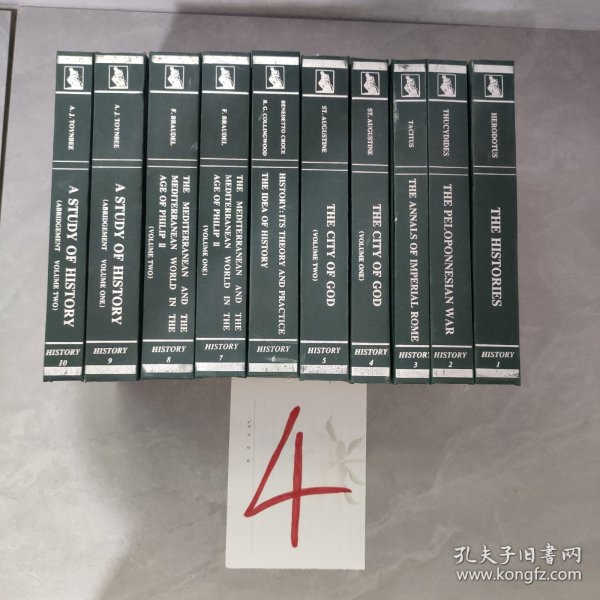 A. J. TOYNBEE
A STUDY OF HISTORY
(ABRIDGEMENT VOLUME TWO)
HISTORY
10
A. J. TOYNBEE
A STUDY OF HISTORY
(ABRIDGEMENT VOLUME ONE)
HISTORY
9
F. BRAUDEL
THE MEDITERRANEAN AND THE
MEDITERRANEAN WORLD IN THE
AGE OF PHILIP II
(VOLUME TWO)
HISTORY
8
F. BRAUDEL
THE MEDITERRANEAN AND THE
MEDITERRANEAN WORLD IN THE
AGE OF PHILIP II
(VOLUME ONE)
HISTORY
7
BENEDETTO CROCE
R. G. COLLINGWOOD
HISTORY: ITS THEORY AND PRACTICE
THE IDEA OF HISTORY
HISTORY
6
ST. AUGUSTINE
THE CITY OF GOD
(VOLUME TWO)
HISTORY
5
ST. AUGUSTINE
THE CITY OF GOD
(VOLUME ONE)
HISTORY
4
TACITUS
THE ANNALS OF IMPERIAL ROME
HISTORY
3
THUCYDIDES
THE PELOPONNESIAN WAR
HISTORY
2
HERODOTUS
THE HISTORIES
HISTORY
1
4
孔夫子旧书网
www.kongfz.com